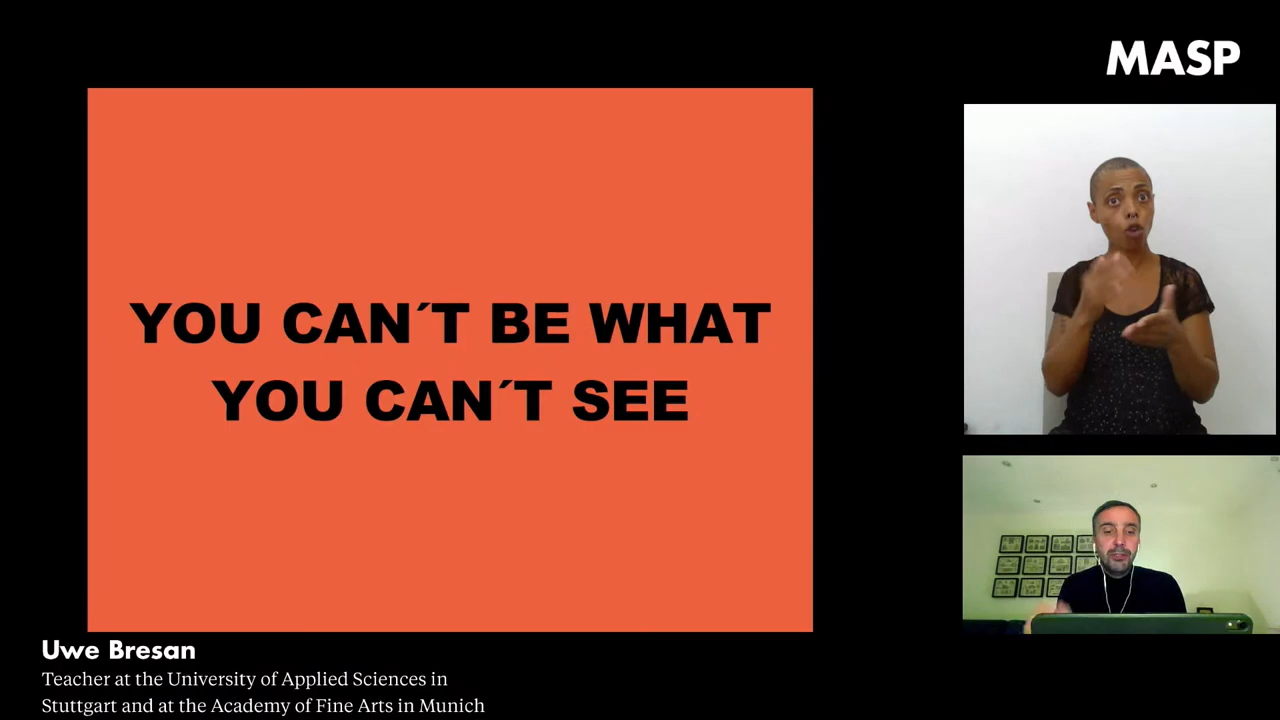 MASP
YOU CAN´T BE WHAT
YOU CAN´T SEE
Uwe Bresan
Teacher at the University of Applied Sciences in
Stuttgart and at the Academy of Fine Arts in Munich